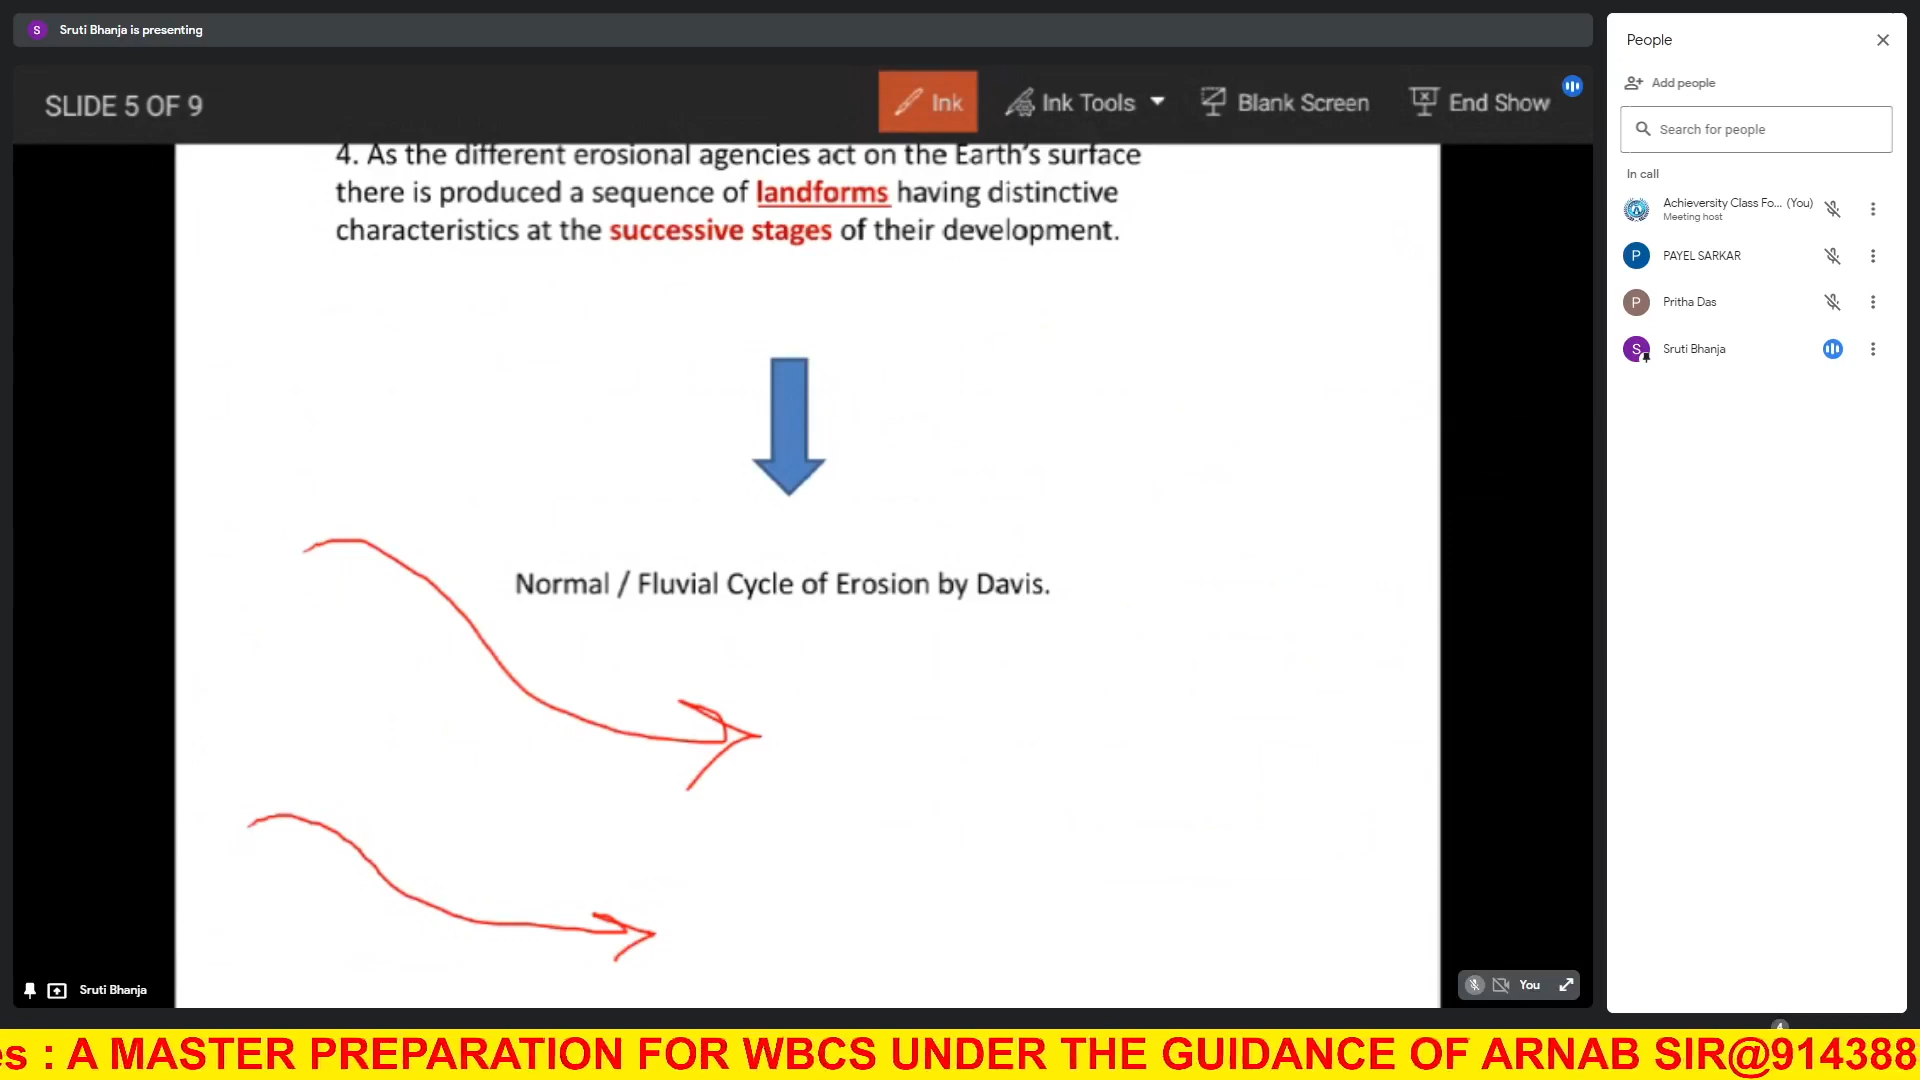 S Sruti Bhanja is presenting
SLIDE 5 OF 9
Ink
Ink Tools
Blank Screen
End Show
4. As the different erosional agencies act on the Earth's surface
there is produced a sequence of landforms having distinctive
characteristics at the successive stages of their development.
Normal / Fluvial Cycle of Erosion by Davis.
Sruti Bhanja
You
People
Add people
Search for people
In call
Achieversity Class Fo... (You)
Meeting host
P PAYEL SARKAR
P Pritha Das
S Sruti Bhanja
4
es : A MASTER PREPARATION FOR WBCS UNDER THE GUIDANCE OF ARNAB SIR@914388